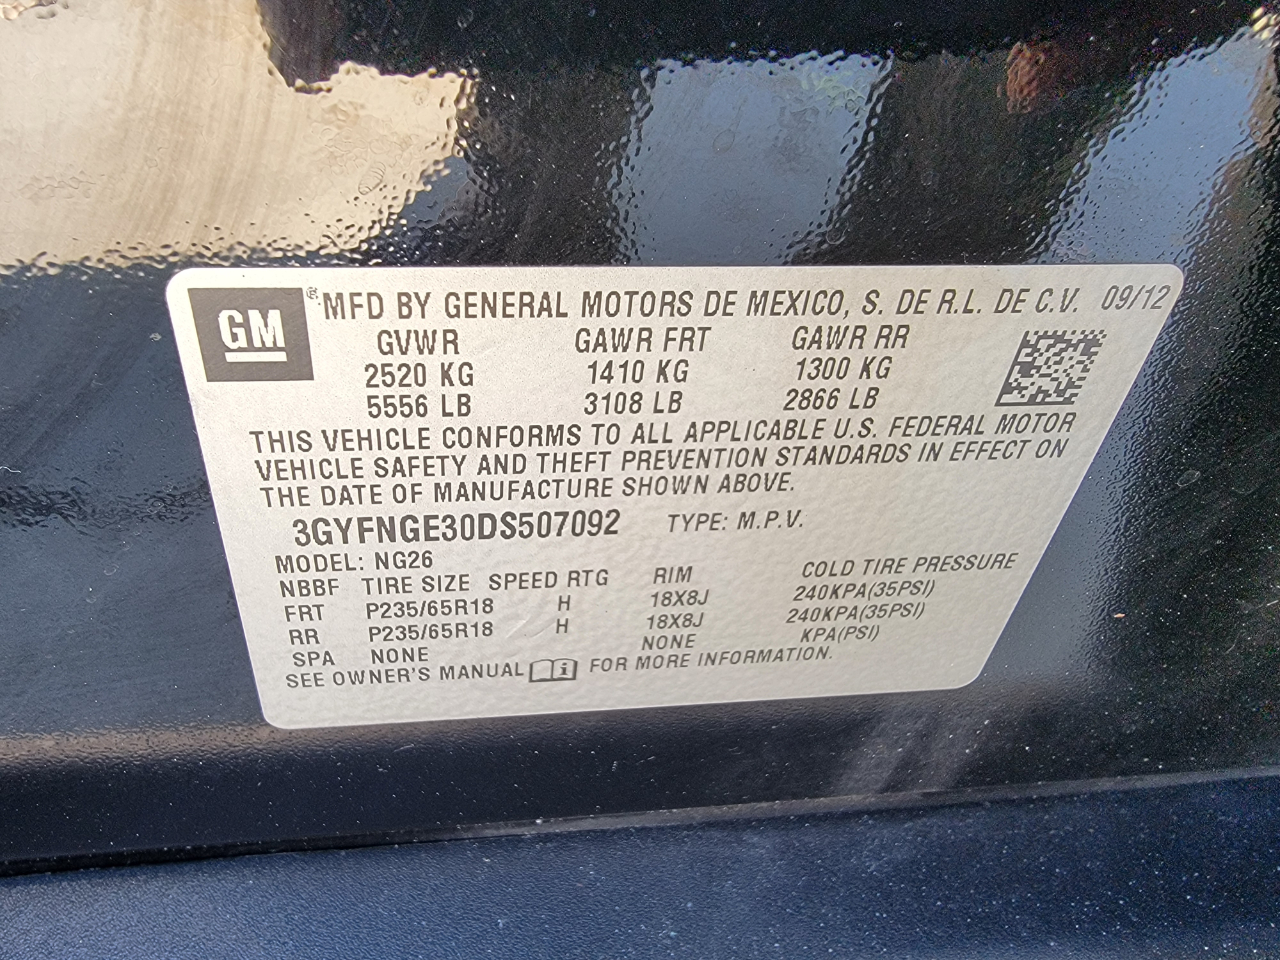 GM ® MFD BY GENERAL MOTORS DE MEXICO, S. DE R.L. DE C.V. 09/12
GVWR GAWR FRT GAWR RR
2520 KG 1410 KG 1300 KG
5556 LB 3108 LB 2866 LB
THIS VEHICLE CONFORMS TO ALL APPLICABLE U.S. FEDERAL MOTOR
VEHICLE SAFETY AND THEFT PREVENTION STANDARDS IN EFFECT ON
THE DATE OF MANUFACTURE SHOWN ABOVE.
3GYFNGE30DS507092 TYPE: M.P.V.
MODEL: NG26
NBBF TIRE SIZE SPEED RTG RIM COLD TIRE PRESSURE
FRT P235/65R18 H 18X8J 240KPA(35PSI)
RR P235/65R18 H 18X8J 240KPA(35PSI)
SPA NONE NONE KPA(PSI)
SEE OWNER'S MANUAL i FOR MORE INFORMATION.